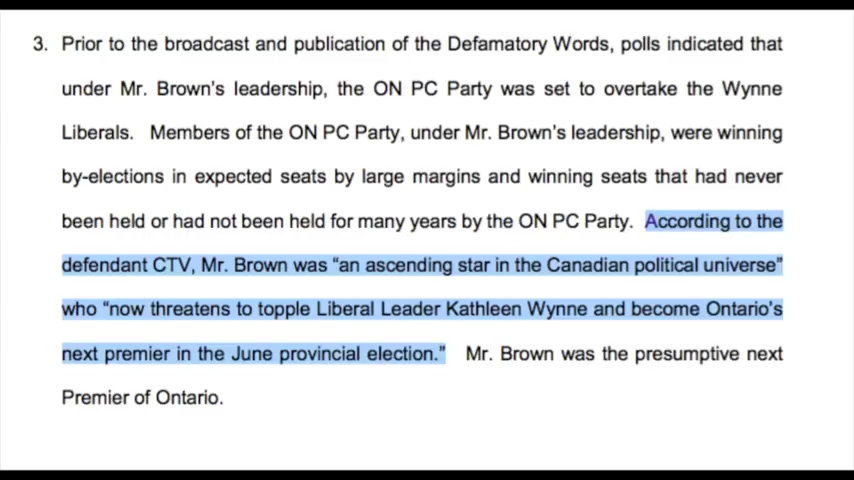 3. Prior to the broadcast and publication of the Defamatory Words, polls indicated that
under Mr. Brown's leadership, the ON PC Party was set to overtake the Wynne
Liberals. Members of the ON PC Party, under Mr. Brown's leadership, were winning
by-elections in expected seats by large margins and winning seats that had never
been held or had not been held for many years by the ON PC Party. According to the
defendant CTV, Mr. Brown was “an ascending star in the Canadian political universe”
who “now threatens to topple Liberal Leader Kathleen Wynne and become Ontario's
next premier in the June provincial election.” Mr. Brown was the presumptive next
Premier of Ontario.